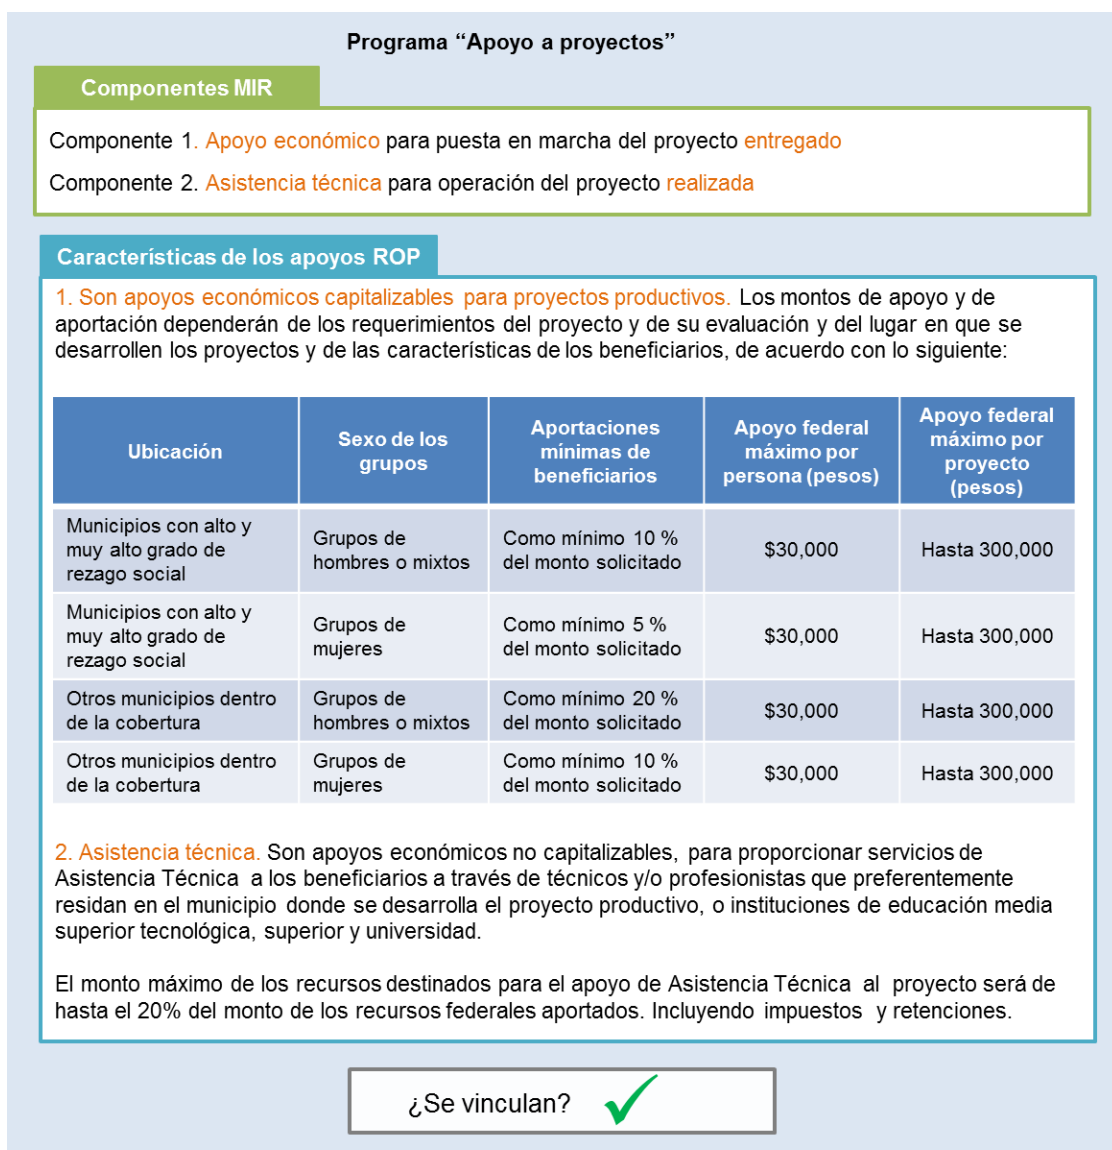 Programa “Apoyo a proyectos”
Componentes MIR
Componente 1. Apoyo económico para puesta en marcha del proyecto entregado
Componente 2. Asistencia técnica para operación del proyecto realizada
Características de los apoyos ROP
1. Son apoyos económicos capitalizables para proyectos productivos. Los montos de apoyo y de
aportación dependerán de los requerimientos del proyecto y de su evaluación y del lugar en que se
desarrollen los proyectos y de las características de los beneficiarios, de acuerdo con lo siguiente:
Ubicación
Sexo de los
grupos
Aportaciones
mínimas de
beneficiarios
Apoyo federal
máximo por
persona (pesos)
Apoyo federal
máximo por
proyecto
(pesos)
Municipios con alto y
muy alto grado de
rezago social
Grupos de
hombres o mixtos
Como mínimo 10 %
del monto solicitado
$30,000
Hasta 300,000
Municipios con alto y
muy alto grado de
rezago social
Grupos de
mujeres
Como mínimo 5 %
del monto solicitado
$30,000
Hasta 300,000
Otros municipios dentro
de la cobertura
Grupos de
hombres o mixtos
Como mínimo 20 %
del monto solicitado
$30,000
Hasta 300,000
Otros municipios dentro
de la cobertura
Grupos de
mujeres
Como mínimo 10 %
del monto solicitado
$30,000
Hasta 300,000
2. Asistencia técnica. Son apoyos económicos no capitalizables, para proporcionar servicios de
Asistencia Técnica a los beneficiarios a través de técnicos y/o profesionistas que preferentemente
residan en el municipio donde se desarrolla el proyecto productivo, o instituciones de educación media
superior tecnológica, superior y universidad.
El monto máximo de los recursos destinados para el apoyo de Asistencia Técnica al proyecto será de
hasta el 20% del monto de los recursos federales aportados. Incluyendo impuestos y retenciones.
¿Se vinculan?